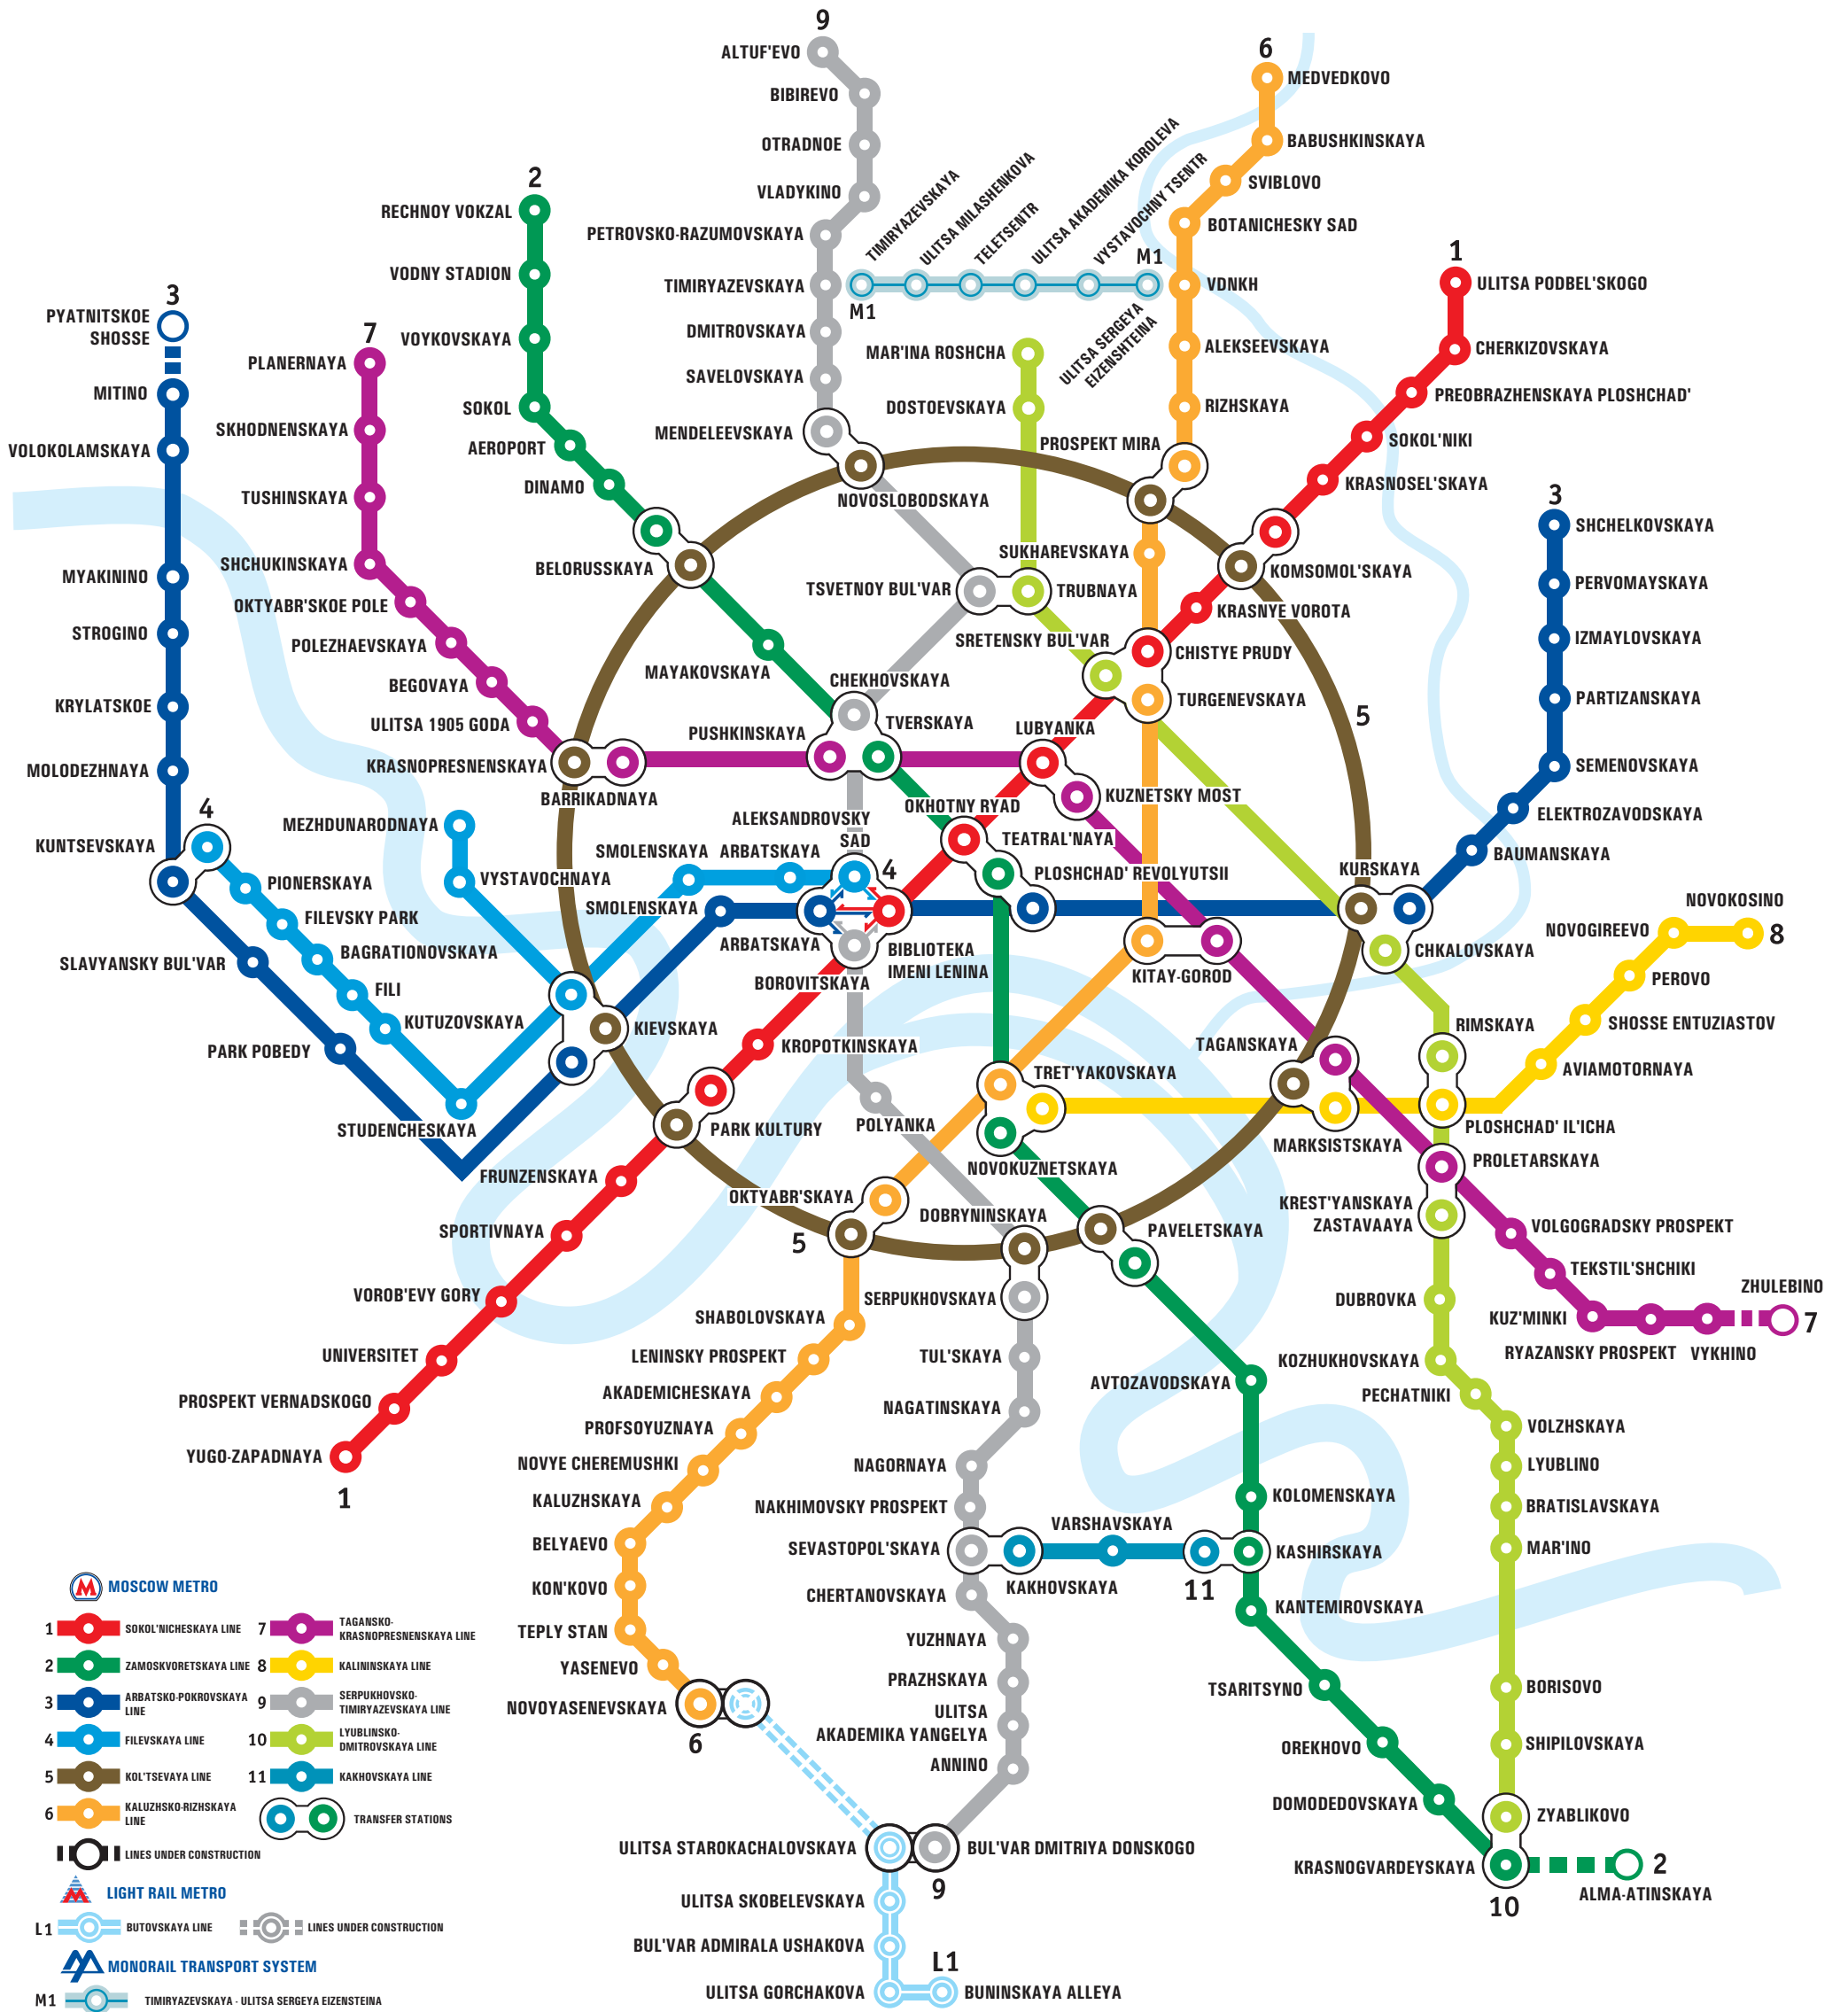 9
ALTUF'EVO
BIBIREVO
OTRADNOE
VLADYKINO
PETROVSKO-RAZUMOVSKAYA
TIMIRYAZEVSKAYA
DMITROVSKAYA
SAVELOVSKAYA
MENDELEEVSKAYA
NOVOSLOBODSKAYA
6
MEDVEDKOVO
BABUSHKINSKAYA
SVIBLOVO
BOTANICHESKY SAD
VDNKH
ALEKSEEVSKAYA
RIZHSKAYA
PROSPEKT MIRA
TIMIRYAZEVSKAYA
ULITSA MILASHENKOVA
TELETSENTR
ULITSA AKADEMIKA KOROLEVA
VYSTAVOCHNY TSENTR
M1
M1
ULITSA SERGEYA
EIZENSHTEINA
2
RECHNOY VOKZAL
VODNY STADION
VOYKOVSKAYA
SOKOL
AEROPORT
DINAMO
BELORUSSKAYA
MAYAKOVSKAYA
1
ULITSA PODBEL'SKOGO
CHERKIZOVSKAYA
PREOBRAZHENSKAYA PLOSHCHAD'
SOKOL'NIKI
KRASNOSEL'SKAYA
KOMSOMOL'SKAYA
KRASNYE VOROTA
CHISTYE PRUDY
TURGENEVSKAYA
LUBYANKA
3
PYATNITSKOE
SHOSSE
MITINO
VOLOKOLAMSKAYA
MYAKININO
STROGINO
KRYLATSKOE
MOLODEZHNAYA
KUNTSEVSKAYA
SLAVYANSKY BUL'VAR
PARK POBEDY
7
PLANERNAYA
SKHODNENSKAYA
TUSHINSKAYA
SHCHUKINSKAYA
OKTYABR'SKOE POLE
POLEZHAEVSKAYA
BEGOVAYA
ULITSA 1905 GODA
KRASNOPRESNENSKAYA
BARRIKADNAYA
MAR'INA ROSHCHA
DOSTOEVSKAYA
SUKHAREVSKAYA
TSVETNOY BUL'VAR
TRUBNAYA
SRETENSKY BUL'VAR
CHEKHOVSKAYA
PUSHKINSKAYA
TVERSKAYA
KUZNETSKY MOST
OKHOTNY RYAD
TEATRAL'NAYA
PLOSHCHAD' REVOLYUTSII
5
3
SHCHELKOVSKAYA
PERVOMAYSKAYA
IZMAYLOVSKAYA
PARTIZANSKAYA
SEMENOVSKAYA
ELEKTROZAVODSKAYA
BAUMANSKAYA
KURSKAYA
CHKALOVSKAYA
4
PIONERSKAYA
FILEVSKY PARK
BAGRATIONOVSKAYA
FILI
KUTUZOVSKAYA
STUDENCHESKAYA
MEZHDUNARODNAYA
VYSTAVOCHNAYA
SMOLENSKAYA
ARBATSKAYA
ALEKSANDROVSKY
SAD
4
SMOLENSKAYA
ARBATSKAYA
BIBLIOTEKA
IMENI LENINA
BOROVITSKAYA
KIEVSKAYA
KITAY-GOROD
NOVOKOSINO
8
NOVOGIREEVO
PEROVO
SHOSSE ENTUZIASTOV
AVIAMOTORNAYA
RIMSKAYA
PLOSHCHAD' IL'ICHA
TAGANSKAYA
MARKSISTSKAYA
PROLETARSKAYA
KREST'YANSKAYA
ZASTAVAAYA
VOLGOGRADSKY PROSPEKT
TEKSTIL'SHCHIKI
KUZ'MINKI
RYAZANSKY PROSPEKT
VYKHINO
ZHULEBINO
7
KROPOTKINSKAYA
PARK KULTURY
FRUNZENSKAYA
SPORTIVNAYA
VOROB'EVY GORY
UNIVERSITET
PROSPEKT VERNADSKOGO
YUGO-ZAPADNAYA
1
POLYANKA
TRET'YAKOVSKAYA
NOVOKUZNETSKAYA
OKTYABR'SKAYA
5
DOBRYNINSKAYA
PAVELETSKAYA
SERPUKHOVSKAYA
TUL'SKAYA
NAGATINSKAYA
NAGORNAYA
NAKHIMOVSKY PROSPEKT
SEVASTOPOL'SKAYA
CHERTANOVSKAYA
YUZHNAYA
PRAZHSKAYA
ULITSA
AKADEMIKA YANGELYA
ANNINO
BUL'VAR DMITRIYA DONSKOGO
9
SHABOLOVSKAYA
LENINSKY PROSPEKT
AKADEMICHESKAYA
PROFSOYUZNAYA
NOVYE CHEREMUSHKI
KALUZHSKAYA
BELYAEVO
KON'KOVO
TEPLY STAN
YASENEVO
NOVOYASENEVSKAYA
6
DUBROVKA
KOZHUKHOVSKAYA
PECHATNIKI
VOLZHSKAYA
LYUBLINO
BRATISLAVSKAYA
MAR'INO
BORISOVO
SHIPILOVSKAYA
ZYABLIKOVO
10
AVTOZAVODSKAYA
KOLOMENSKAYA
VARSHAVSKAYA
KAKHOVSKAYA
11
KASHIRSKAYA
KANTEMIROVSKAYA
TSARITSYNO
OREKHOVO
DOMODEDOVSKAYA
KRASNOGVARDEYSKAYA
2
ALMA-ATINSKAYA
ULITSA STAROKACHALOVSKAYA
ULITSA SKOBELEVSKAYA
BUL'VAR ADMIRALA USHAKOVA
ULITSA GORCHAKOVA
L1
BUNINSKAYA ALLEYA
MOSCOW METRO
1 SOKOL'NICHESKAYA LINE
2 ZAMOSKVORETSKAYA LINE
3 ARBATSKO-POKROVSKAYA
LINE
4 FILEVSKAYA LINE
5 KOL'TSEVAYA LINE
6 KALUZHSKO-RIZHSKAYA
LINE
7 TAGANSKO-
KRASNOPRESNENSKAYA LINE
8 KALININSKAYA LINE
9 SERPUKHOVSKO-
TIMIRYAZEVSKAYA LINE
10 LYUBLINSKO-
DMITROVSKAYA LINE
11 KAKHOVSKAYA LINE
TRANSFER STATIONS
LINES UNDER CONSTRUCTION
LIGHT RAIL METRO
L1 BUTOVSKAYA LINE
LINES UNDER CONSTRUCTION
MONORAIL TRANSPORT SYSTEM
M1 TIMIRYAZEVSKAYA - ULITSA SERGEYA EIZENSTEINA